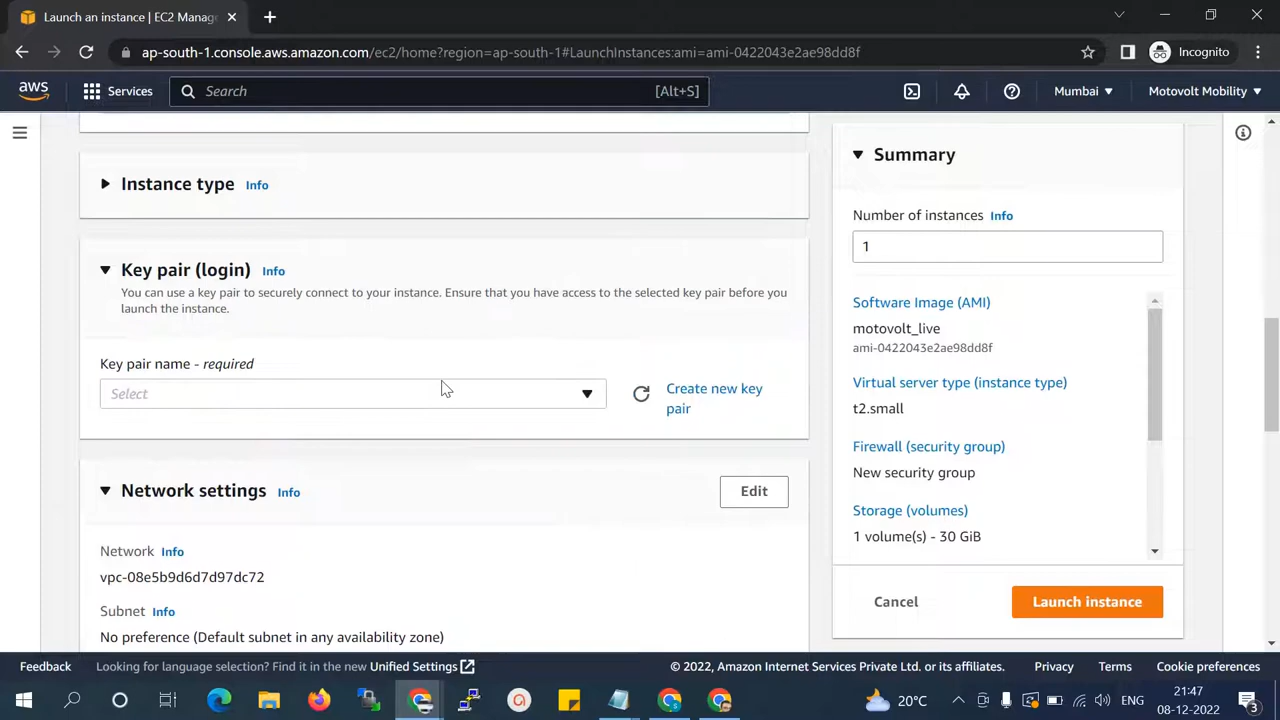 Launch an instance | EC2 Manag
ap-south-1.console.aws.amazon.com/ec2/home?region=ap-south-1#LaunchInstances:ami=ami-0422043e2ae98dd8f
Incognito
aws
Services
Search
[Alt+S]
Mumbai
Motovolt Mobility
Instance type Info
Key pair (login) Info
You can use a key pair to securely connect to your instance. Ensure that you have access to the selected key pair before you
launch the instance.
Key pair name - required
Select
Create new key
pair
Network settings Info
Edit
Network Info
vpc-08e5b9d6d7d97dc72
Subnet Info
No preference (Default subnet in any availability zone)
Summary
Number of instances Info
1
Software Image (AMI)
motovolt_live
ami-0422043e2ae98dd8f
Virtual server type (instance type)
t2.small
Firewall (security group)
New security group
Storage (volumes)
1 volume(s) - 30 GiB
Cancel
Launch instance
Feedback
Looking for language selection? Find it in the new Unified Settings
© 2022, Amazon Internet Services Private Ltd. or its affiliates.
Privacy
Terms
Cookie preferences
20°C
ENG
21:47
08-12-2022
3